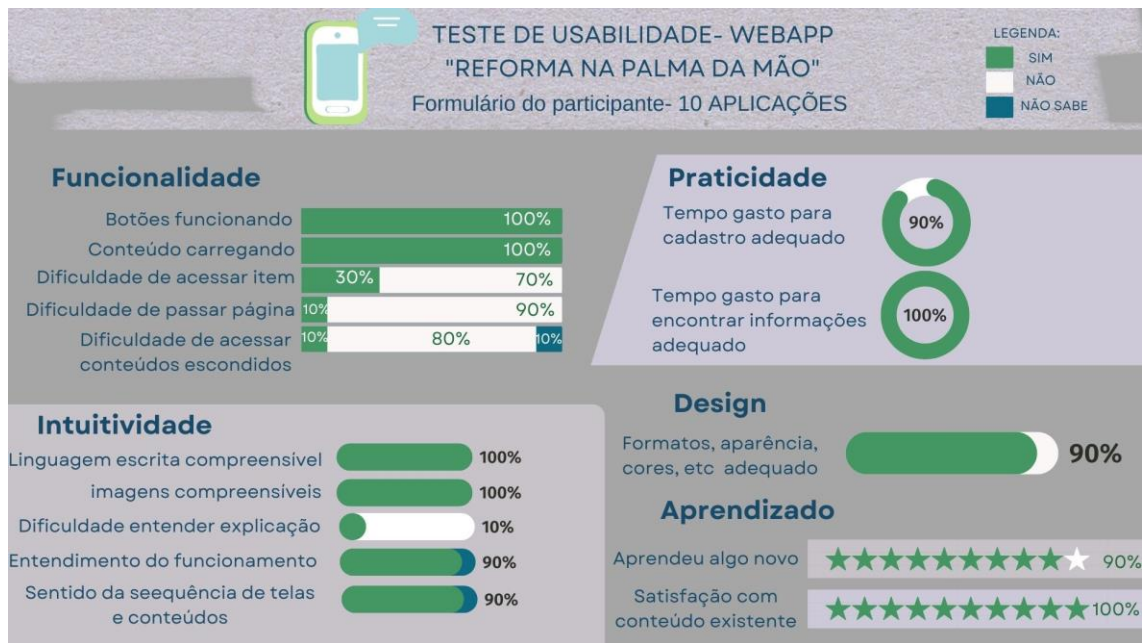 TESTE DE USABILIDADE- WEBAPP
"REFORMA NA PALMA DA MÃO"
Formulário do participante- 10 APLICAÇÕES
LEGENDA:
SIM
NÃO
NÃO SABE
Funcionalidade
Botões funcionando 100%
Conteúdo carregando 100%
Dificuldade de acessar item 30% 70%
Dificuldade de passar página 10% 90%
Dificuldade de acessar
conteúdos escondidos 10% 80% 10%
Praticidade
Tempo gasto para
cadastro adequado
90%
Tempo gasto para
encontrar informações
adequado
100%
Intuitividade
Linguagem escrita compreensível 100%
imagens compreensíveis 100%
Dificuldade entender explicação 10%
Entendimento do funcionamento 90%
Sentido da seequência de telas
e conteúdos
90%
Design
Formatos, aparência,
cores, etc adequado
90%
Aprendizado
Aprendeu algo novo 90%
Satisfação com
conteúdo existente
100%